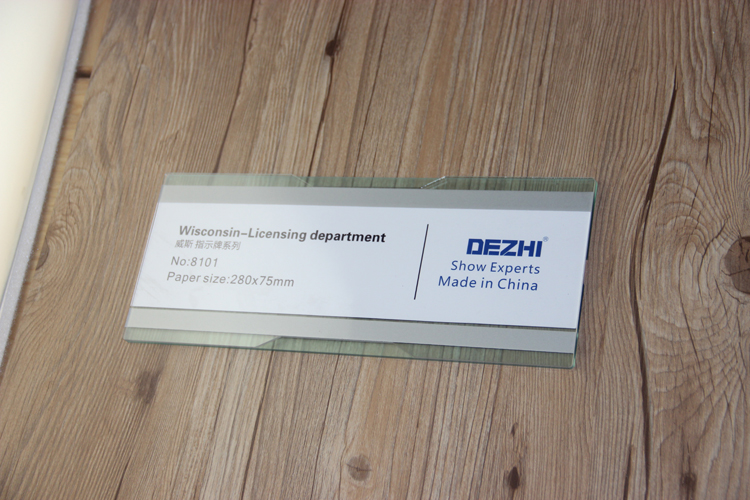 Wisconsin-Licensing department
威斯 指示牌系列
No:8101
Paper size:280x75mm
DEZHI®
Show Experts
Made in China